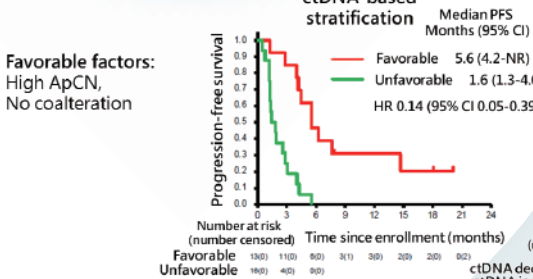 ctDNA-based
stratification
Median PFS
Months (95% CI)
Favorable 5.6 (4.2-NR)
Unfavorable 1.6 (1.3-4.0
HR 0.14 (95% CI 0.05-0.39
Favorable factors:
High ApCN,
No coalteration
Progression-free survival
1.0
0.9
0.8
0.7
0.6
0.5
0.4
0.3
0.2
0.1
0.0
0 3 6 9 12 15 18 21 24
Time since enrollment (months)
Number at risk
(number censored)
Favorable 13(0) 11(0) 6(0) 3(1) 3(0) 2(0) 2(0) 0(2)
Unfavorable 16(0) 4(0) 0(0)
ctDNA dec